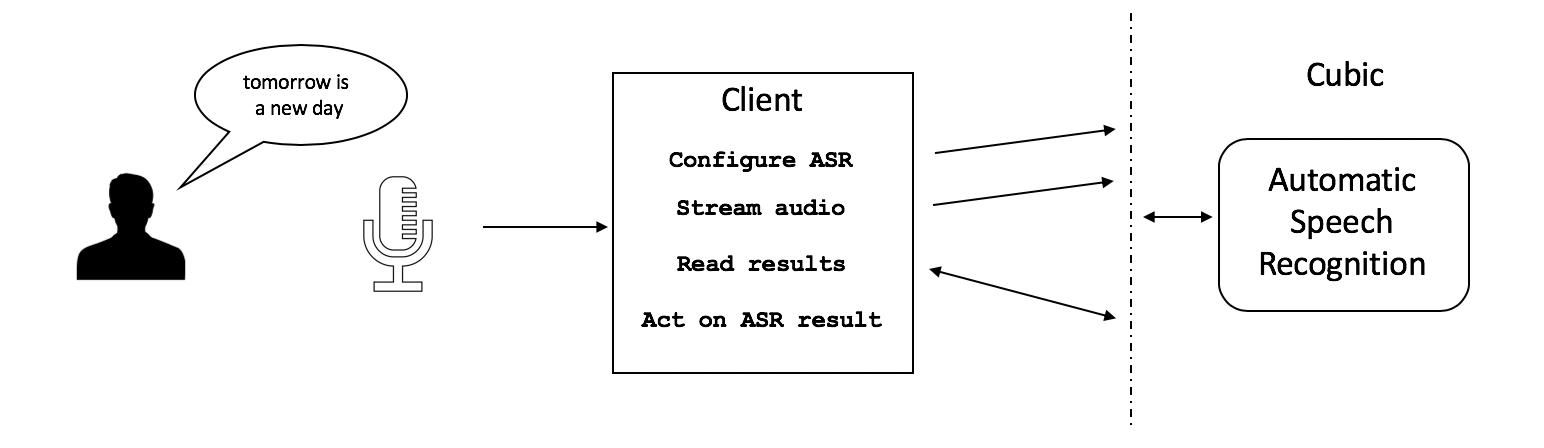 tomorrow is
a new day
Client
Configure ASR
Stream audio
Read results
Act on ASR result
Cubic
Automatic
Speech
Recognition